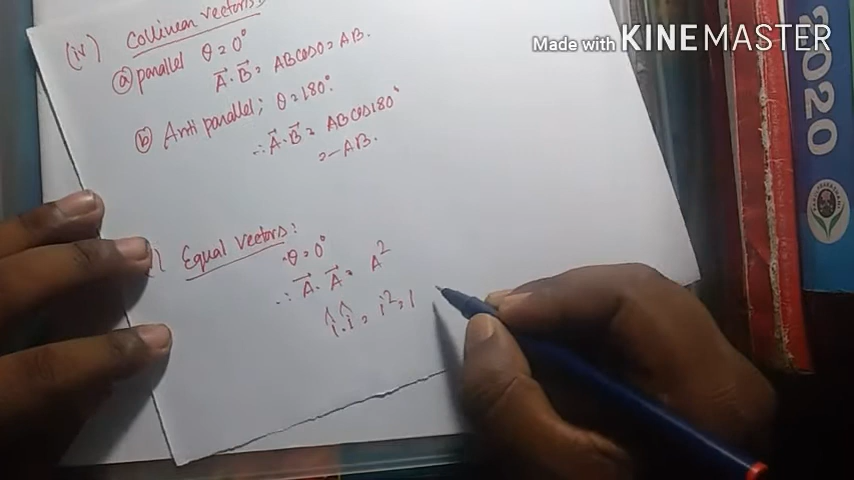 Made with KINEMASTER
2020
(iv) Collinear vectors:
(a) parallel θ = 0°
A⃗·B⃗ = ABcos0 = AB.
(b) Anti parallel; θ = 180°.
∴ A⃗·B⃗ = ABcos180°
= -AB.
) Equal vectors:
θ = 0°
∴ A⃗·A⃗ = A²
î.î = i² = 1